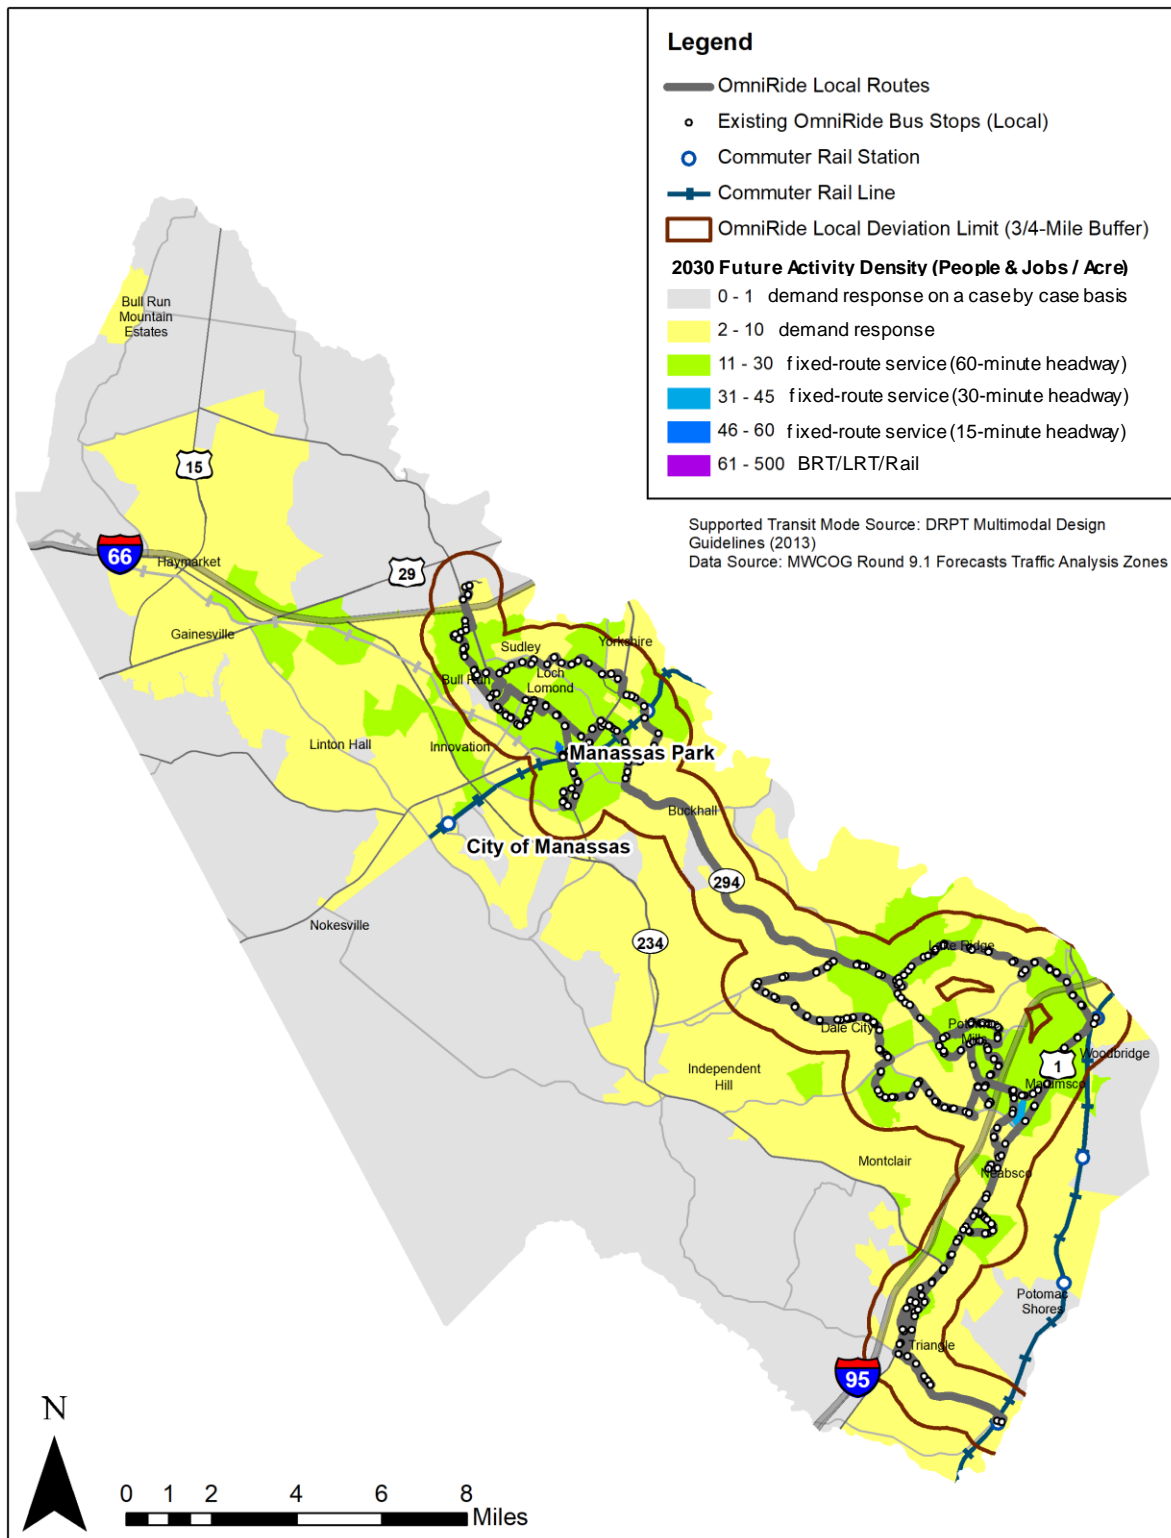 Legend
OmniRide Local Routes
Existing OmniRide Bus Stops (Local)
Commuter Rail Station
Commuter Rail Line
OmniRide Local Deviation Limit (3/4-Mile Buffer)
2030 Future Activity Density (People & Jobs / Acre)
0 - 1 demand response on a case by case basis
2 - 10 demand response
11 - 30 fixed-route service (60-minute headway)
31 - 45 fixed-route service (30-minute headway)
46 - 60 fixed-route service (15-minute headway)
61 - 500 BRT/LRT/Rail
Supported Transit Mode Source: DRPT Multimodal Design
Guidelines (2013)
Data Source: MWCOG Round 9.1 Forecasts Traffic Analysis Zones
Bull Run
Mountain
Estates
15
66
Haymarket
29
Gainesville
Sudley
Yorkshire
Loch
Lomond
Bull Run
Linton Hall
Innovation
Manassas Park
Buckhall
City of Manassas
294
Nokesville
234
Lake Ridge
Dale City
Potomac
Mills
Woodbridge
1
Marumsco
Independent
Hill
Montclair
Neabsco
Potomac
Shores
Triangle
95
N
0 1 2 4 6 8
Miles